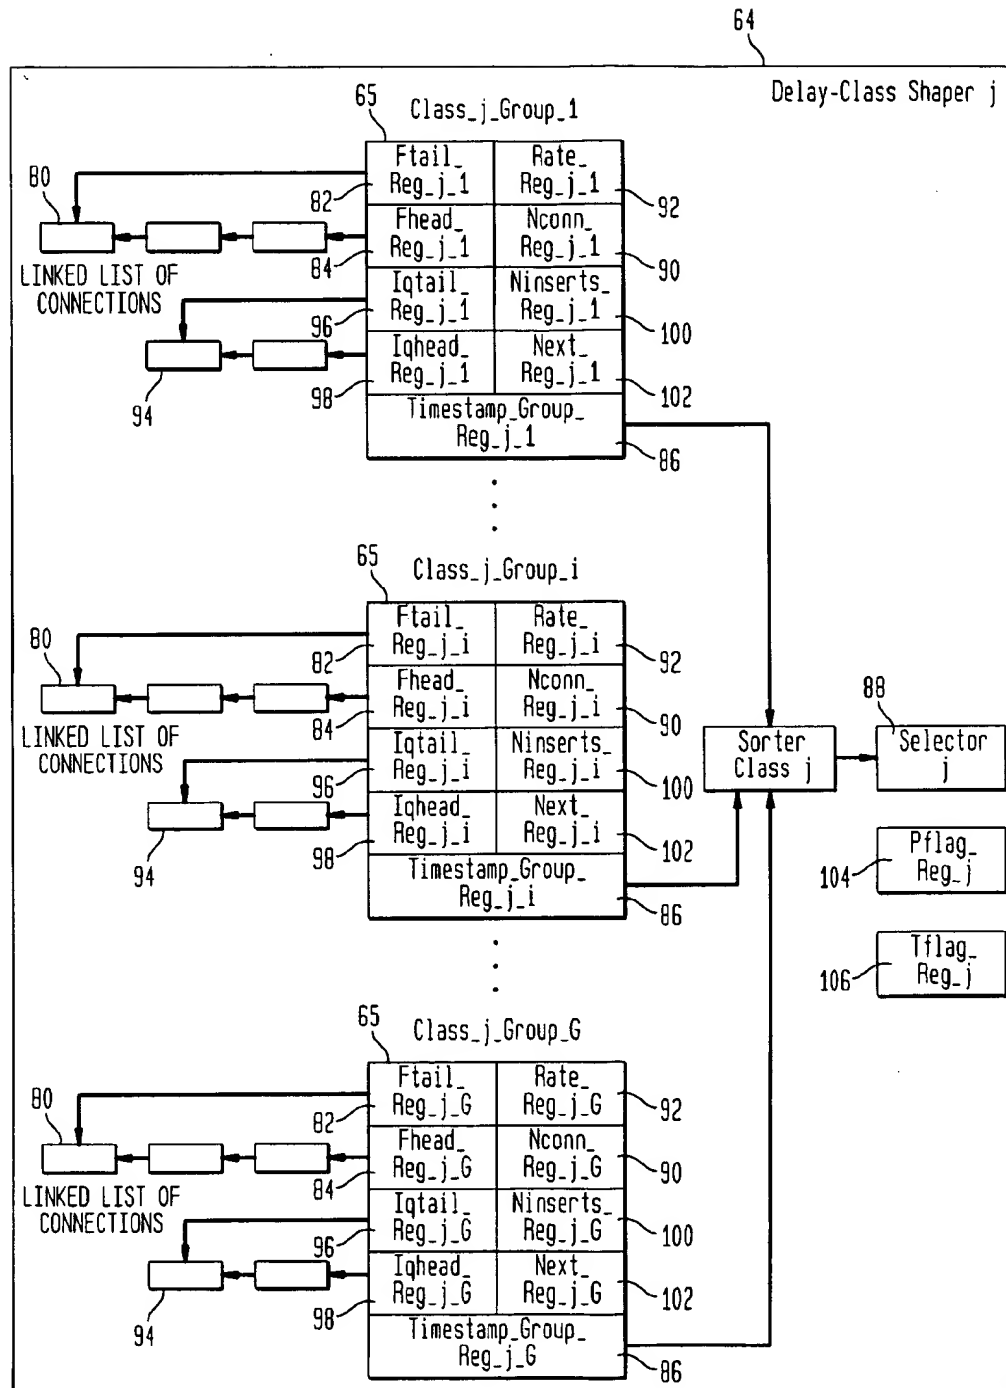 64
Delay-Class Shaper j
65
Class_j_Group_1
Ftail_
Reg_j_1
Rate_
Reg_j_1
80
82
92
Fhead_
Reg_j_1
Nconn_
Reg_j_1
LINKED LIST OF
CONNECTIONS
84
90
Iqtail_
Reg_j_1
Ninserts_
Reg_j_1
96
100
Iqhead_
Reg_j_1
Next_
Reg_j_1
94
98
102
Timestamp_Group_
Reg_j_1
86
65
Class_j_Group_i
Ftail_
Reg_j_i
Rate_
Reg_j_i
80
82
92
Fhead_
Reg_j_i
Nconn_
Reg_j_i
LINKED LIST OF
CONNECTIONS
84
90
Iqtail_
Reg_j_i
Ninserts_
Reg_j_i
96
100
Iqhead_
Reg_j_i
Next_
Reg_j_i
94
98
102
Timestamp_Group_
Reg_j_i
86
88
Sorter
Class j
Selector
j
104
Pflag_
Reg_j
106
Tflag_
Reg_j
65
Class_j_Group_G
Ftail_
Reg_j_G
Rate_
Reg_j_G
80
82
92
Fhead_
Reg_j_G
Nconn_
Reg_j_G
LINKED LIST OF
CONNECTIONS
84
90
Iqtail_
Reg_j_G
Ninserts_
Reg_j_G
96
100
Iqhead_
Reg_j_G
Next_
Reg_j_G
94
98
102
Timestamp_Group_
Reg_j_G
86